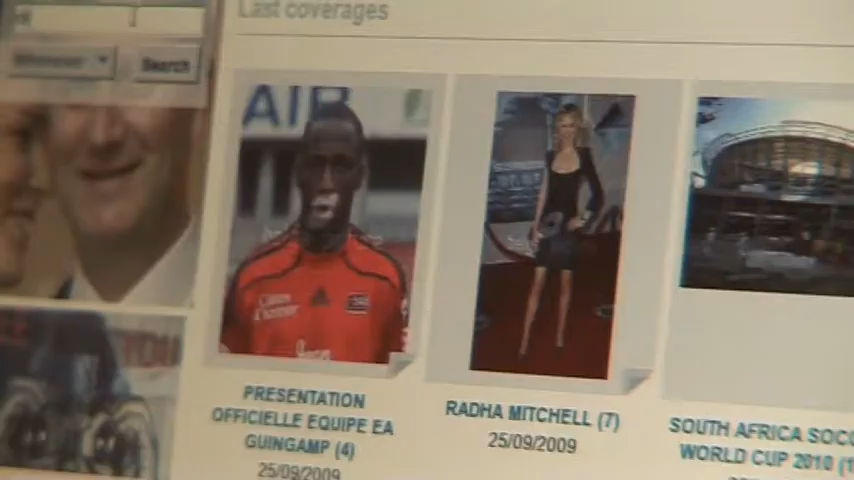 Last coverages
Search
AIR
PRESENTATION
OFFICIELLE EQUIPE EA
GUINGAMP (4)
25/09/2009
RADHA MITCHELL (7)
25/09/2009
SOUTH AFRICA SOCC
WORLD CUP 2010 (1